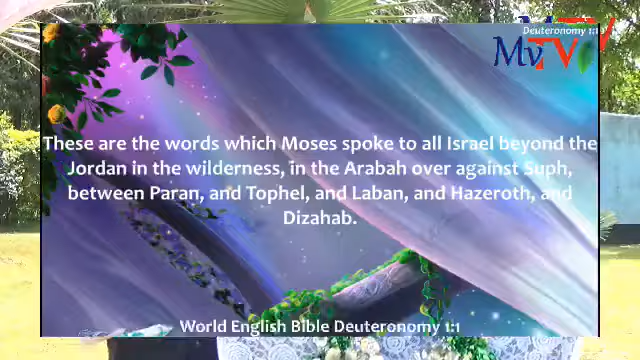 Deuteronomy 1:1
MvTV
MvTV
These are the words which Moses spoke to all Israel beyond the
Jordan in the wilderness, in the Arabah over against Suph,
between Paran, and Tophel, and Laban, and Hazeroth, and
Dizahab.
World English Bible Deuteronomy 1:1